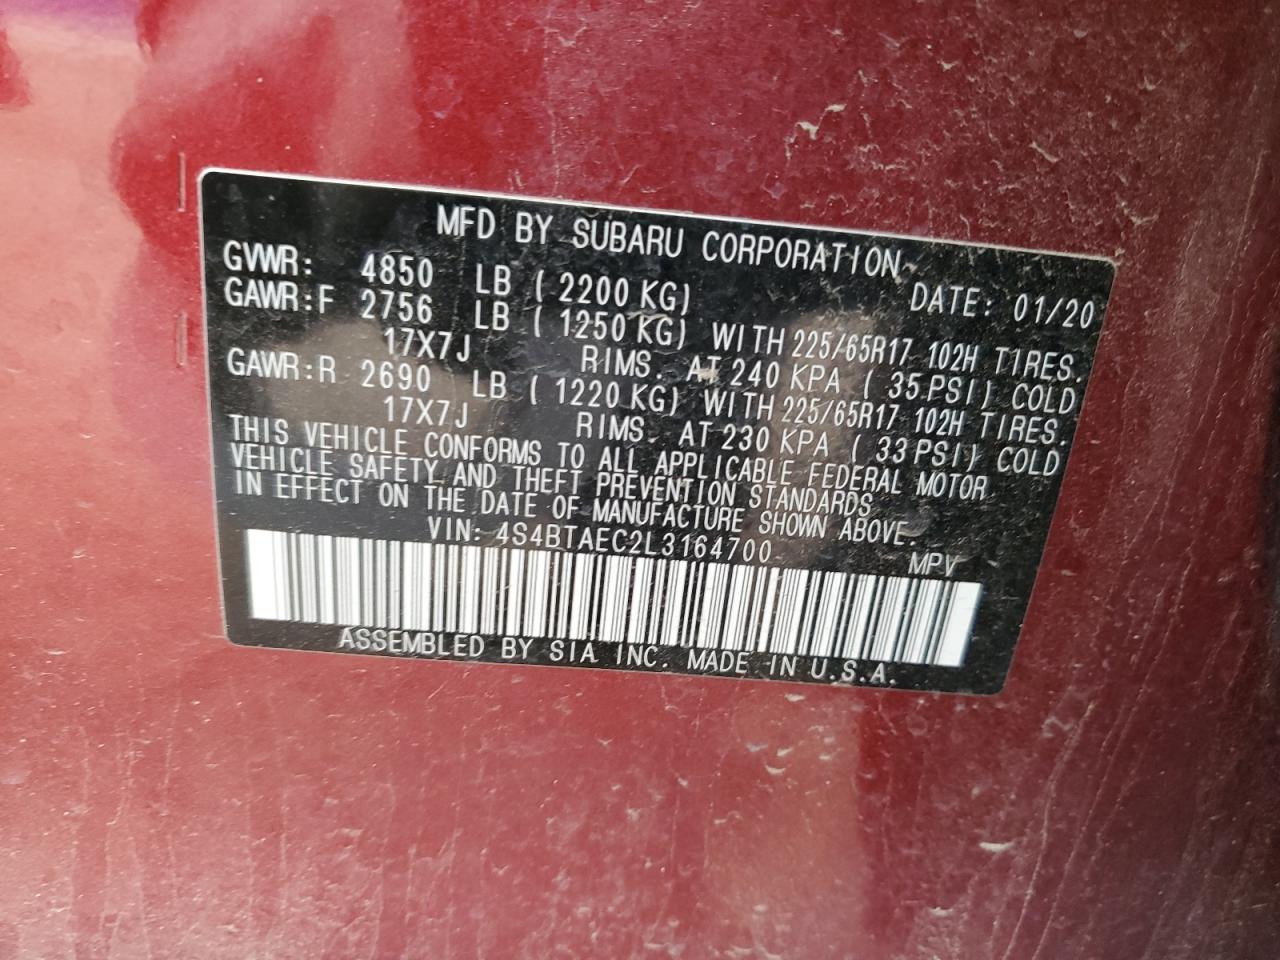 MFD BY SUBARU CORPORATION
GVWR: 4850 LB ( 2200 KG) DATE: 01/20
GAWR:F 2756 LB ( 1250 KG) WITH 225/65R17 102H TIRES.
17X7J RIMS. AT 240 KPA ( 35 PSI) COLD
GAWR:R 2690 LB ( 1220 KG) WITH 225/65R17 102H TIRES.
17X7J RIMS. AT 230 KPA ( 33 PSI) COLD
THIS VEHICLE CONFORMS TO ALL APPLICABLE FEDERAL MOTOR
VEHICLE SAFETY AND THEFT PREVENTION STANDARDS
IN EFFECT ON THE DATE OF MANUFACTURE SHOWN ABOVE.
VIN: 4S4BTAEC2L3164700 MPV
ASSEMBLED BY SIA INC. MADE IN U.S.A.